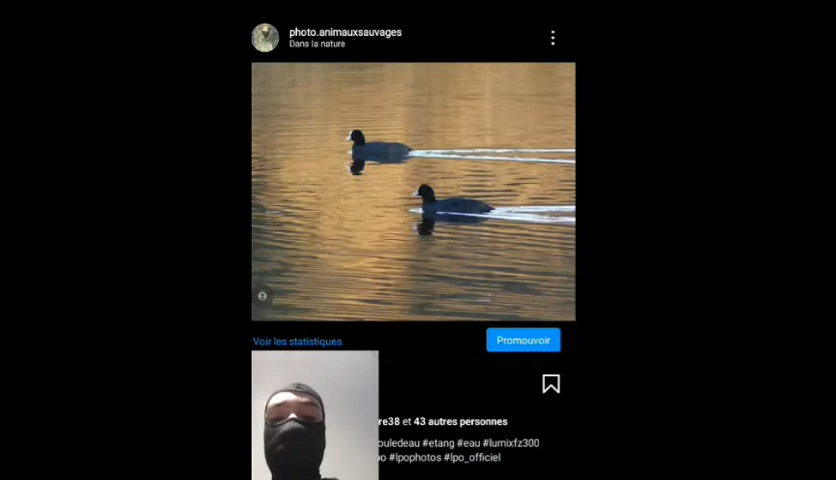 photo.animauxsauvages
Dans la nature
Voir les statistiques
Promouvoir
re38 et 43 autres personnes
ouledeau #etang #eau #lumixfz300
po #lpophotos #lpo_officiel